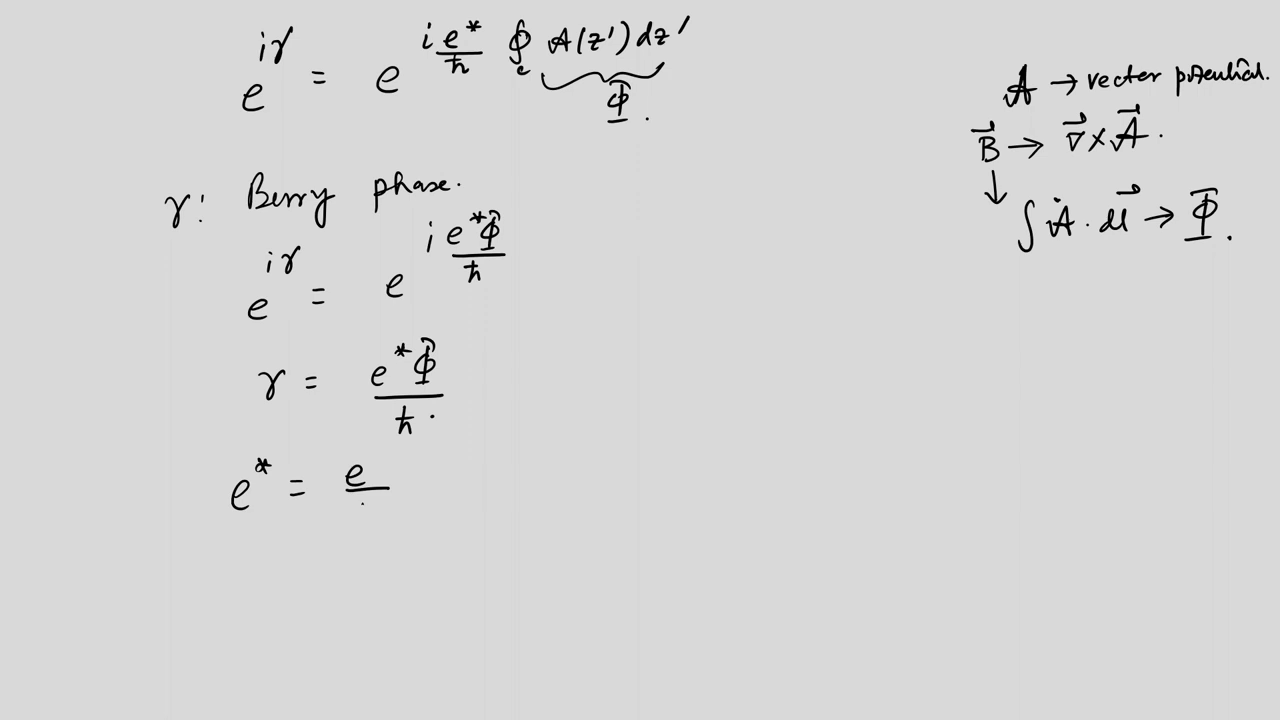 e^{iγ} = e^{i e*/ħ ∮_c A(z')dz'}
Φ.
γ: Berry phase.
e^{iγ} = e^{i e*Φ/ħ}
γ = e*Φ/ħ.
e* = e/
A → vecter potential.
B⃗ → ∇⃗ × A⃗.
↓
∫ A · dl⃗ → Φ.